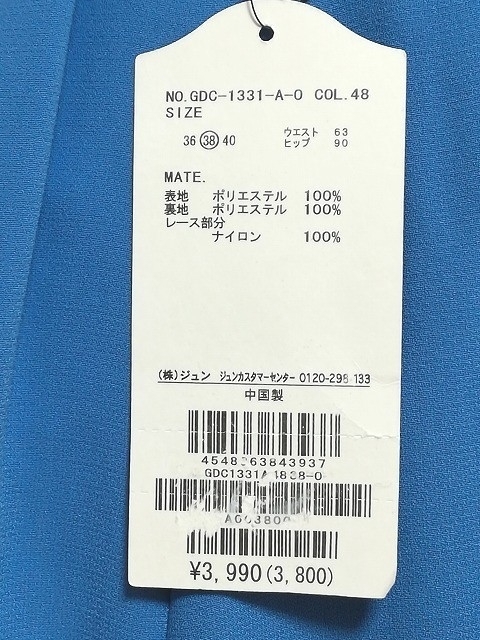 NO.GDC-1331-A-O COL.48
SIZE
36 38 40
ウエスト 63
ヒップ 90
MATE.
表地 ポリエステル 100%
裏地 ポリエステル 100%
レース部分
ナイロン 100%
(株)ジュン ジュンカスタマーセンター 0120-298-133
中国製
¥3,990(3,800)